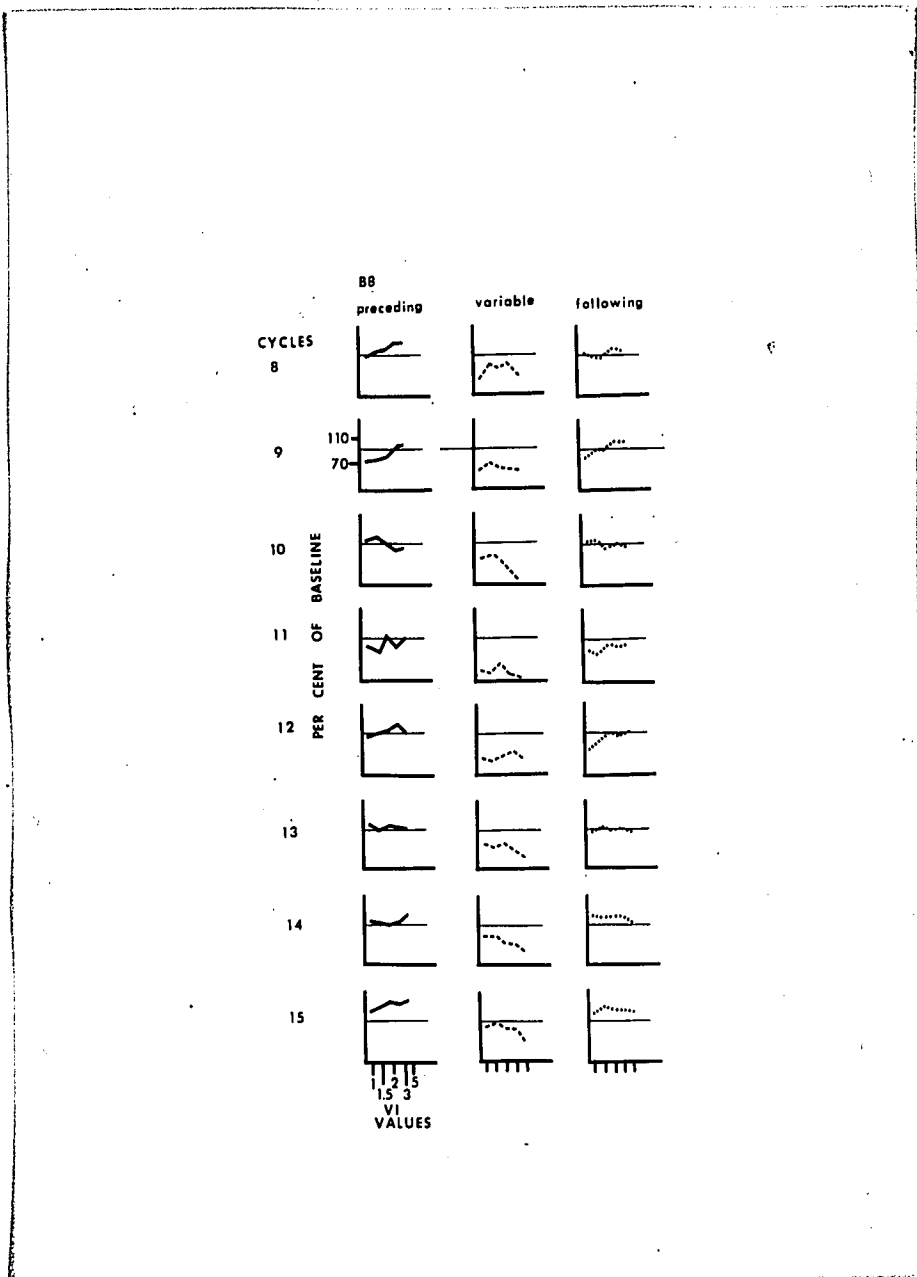 B8
preceding variable following
CYCLES
8
9
110
70
10
11
12
13
14
15
PER CENT OF BASELINE
1 1.5 2 3 5
VI
VALUES